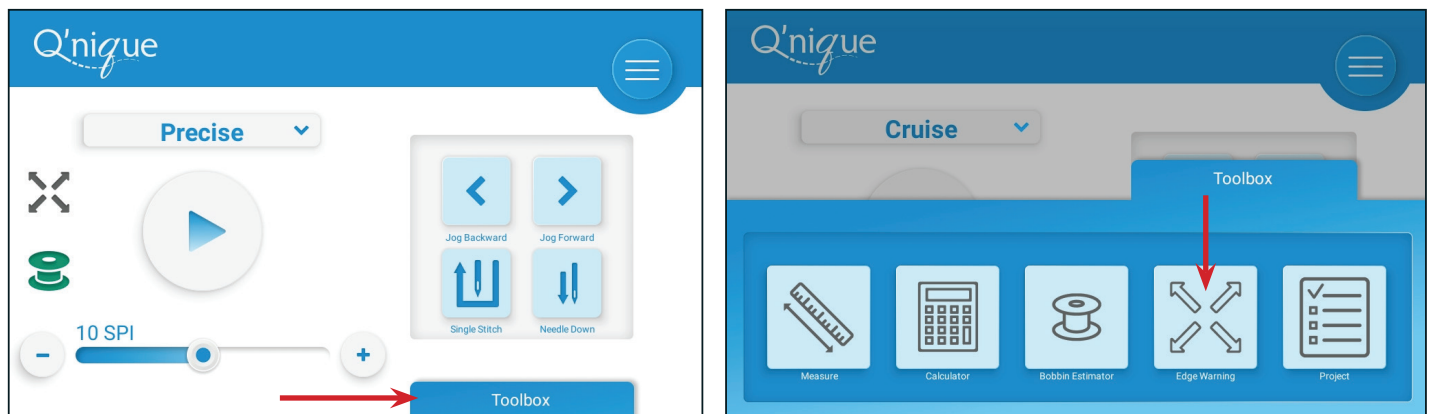 Q'nique
Precise
Jog Backward
Jog Forward
10 SPI
Single Stitch
Needle Down
Toolbox
Q'nique
Cruise
Toolbox
Measure
Calculator
Bobbin Estimator
Edge Warning
Project